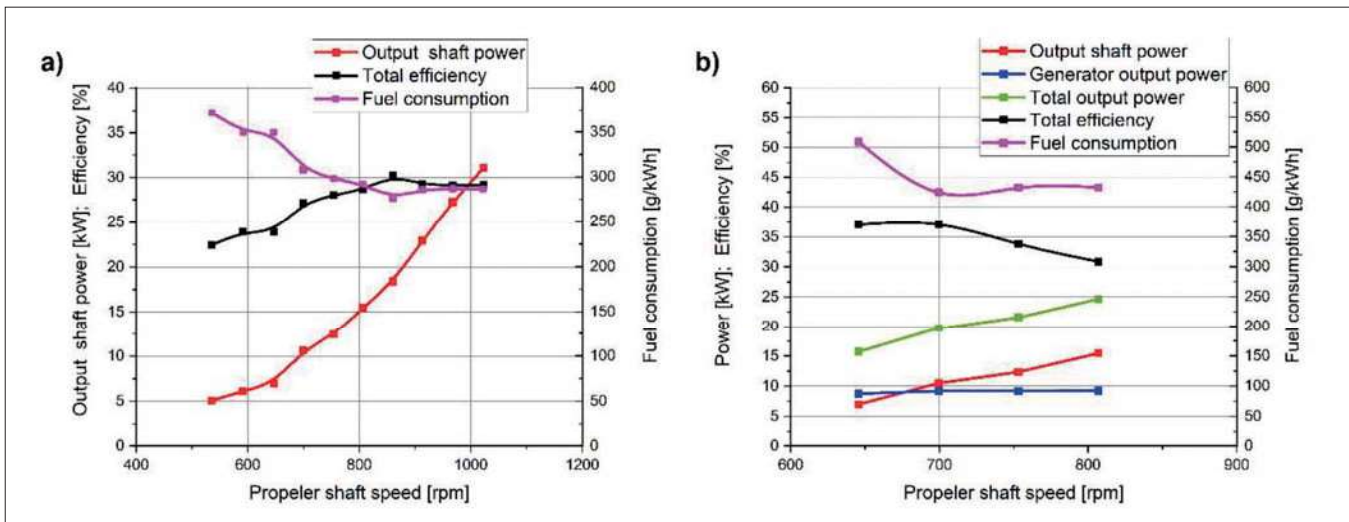 a)
Output shaft power
Total efficiency
Fuel consumption
Output shaft power [kW]; Efficiency [%]
40
35
30
25
20
15
10
5
0
400
350
300
250
200
150
100
50
0
Fuel consumption [g/kWh]
400 600 800 1000 1200
Propeler shaft speed [rpm]
b)
Output shaft power
Generator output power
Total output power
Total efficiency
Fuel consumption
Power [kW]; Efficiency [%]
60
55
50
45
40
35
30
25
20
15
10
5
0
600
550
500
450
400
350
300
250
200
150
100
50
0
Fuel consumption [g/kWh]
600 700 800 900
Propeler shaft speed [rpm]